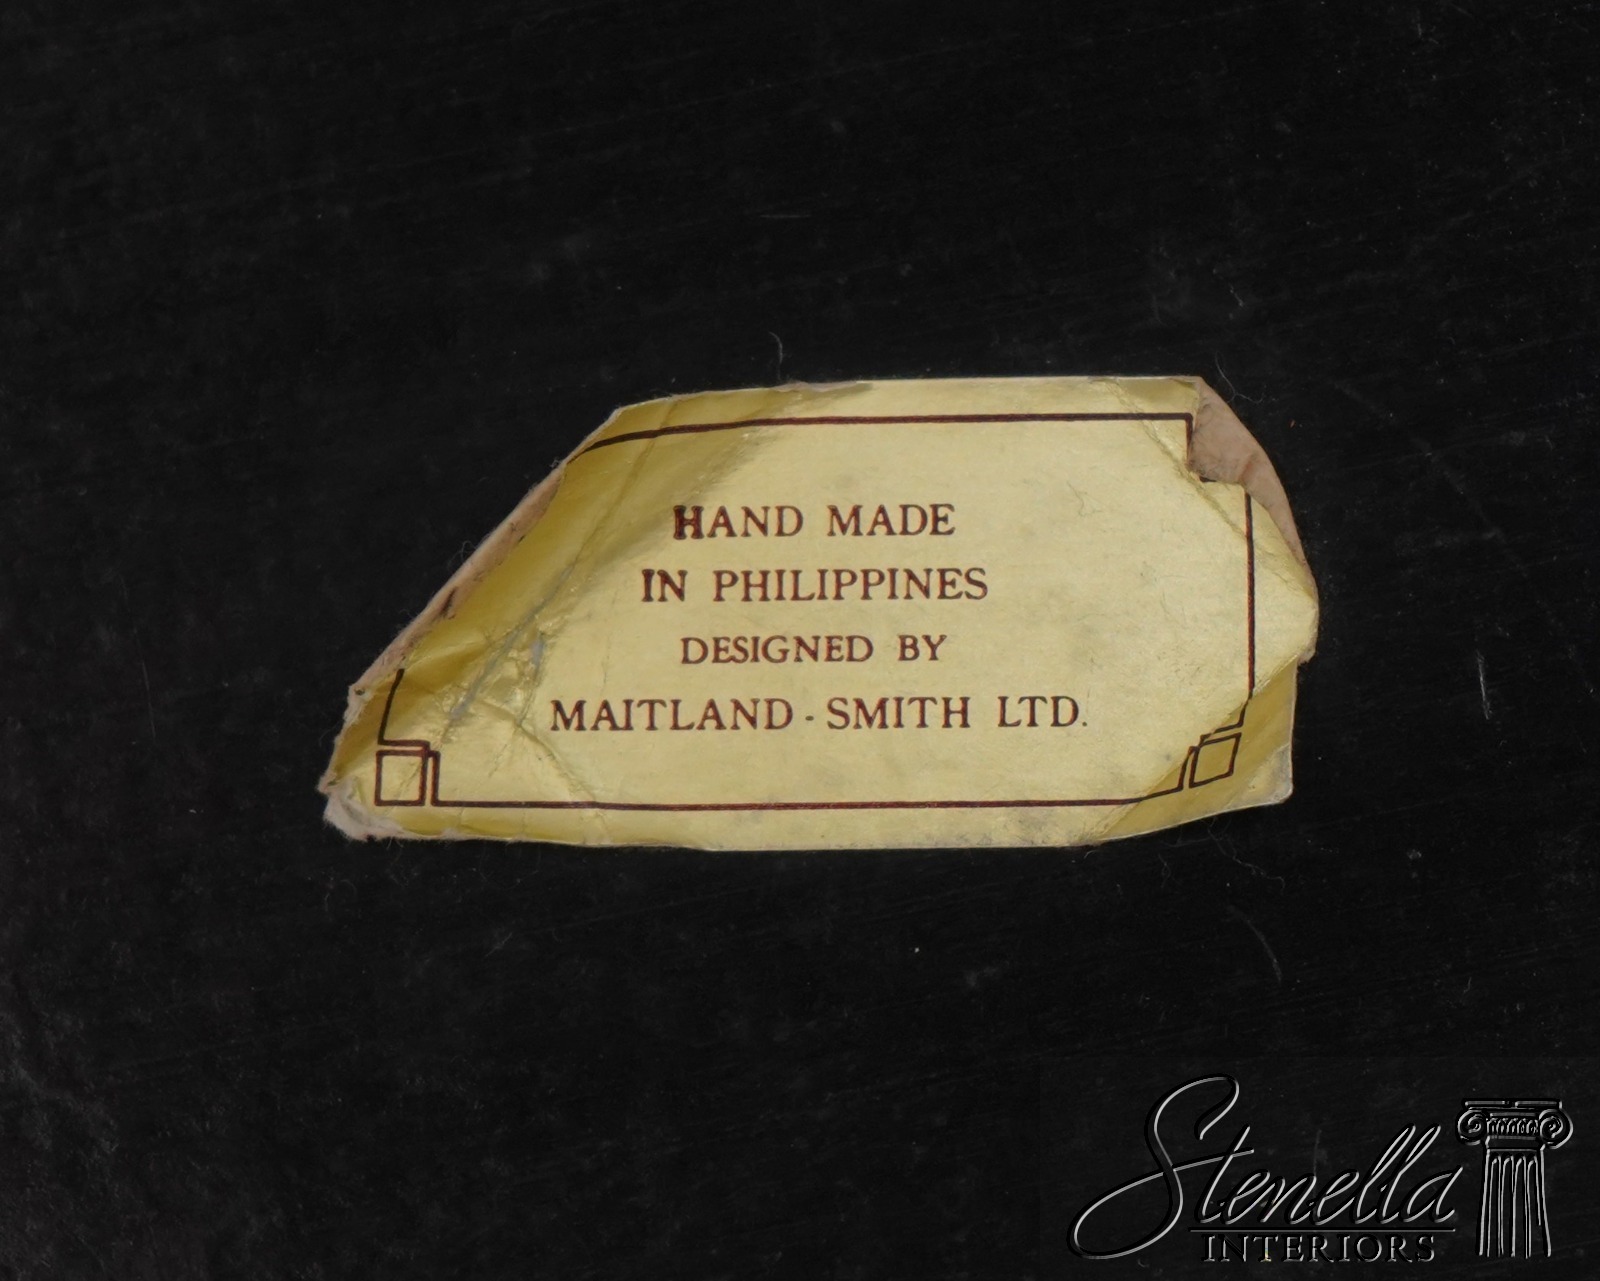 HAND MADE
IN PHILIPPINES
DESIGNED BY
MAITLAND-SMITH LTD.
Stenella
INTERIORS